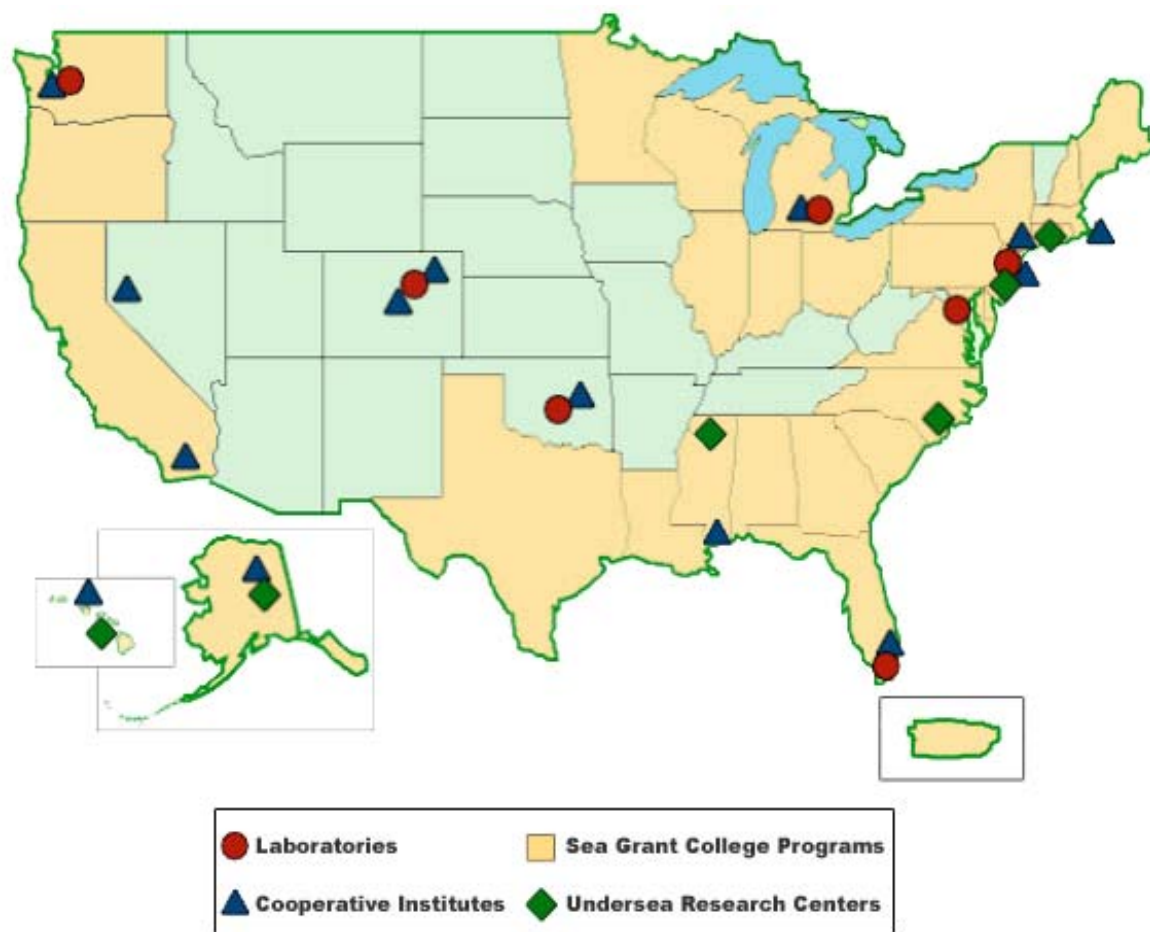 Laboratories
Sea Grant College Programs
Cooperative Institutes
Undersea Research Centers